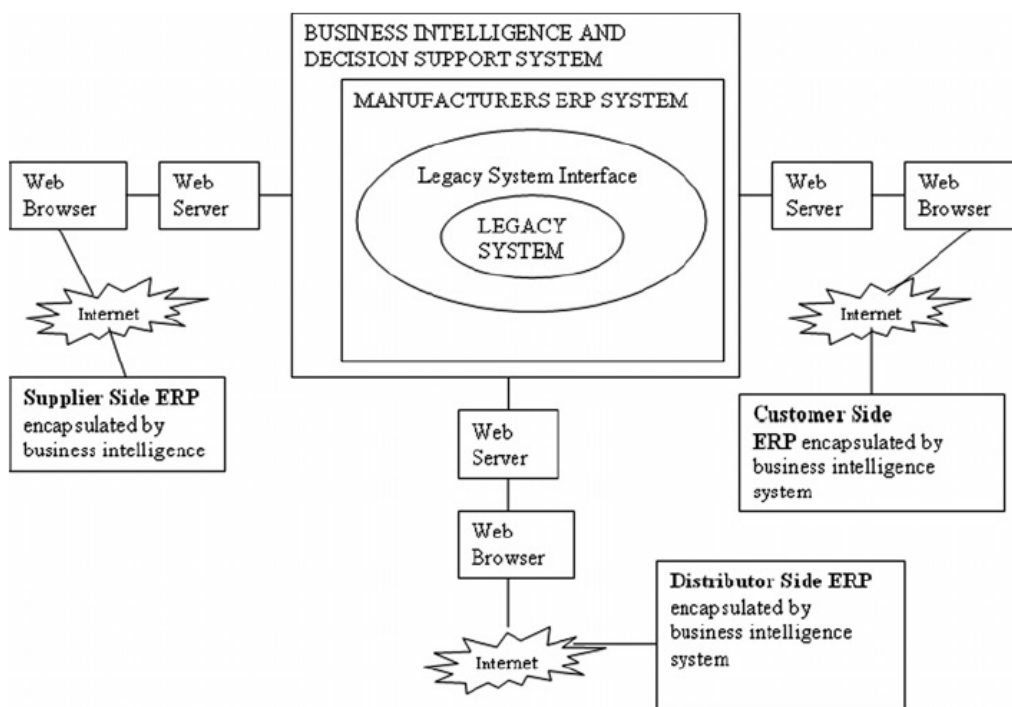 BUSINESS INTELLIGENCE AND
DECISION SUPPORT SYSTEM
MANUFACTURERS ERP SYSTEM
Legacy System Interface
LEGACY
SYSTEM
Web
Browser
Web
Server
Internet
Supplier Side ERP
encapsulated by
business intelligence
Web
Server
Web
Browser
Internet
Customer Side
ERP encapsulated by
business intelligence
system
Web
Server
Web
Browser
Internet
Distributor Side ERP
encapsulated by
business intelligence
system